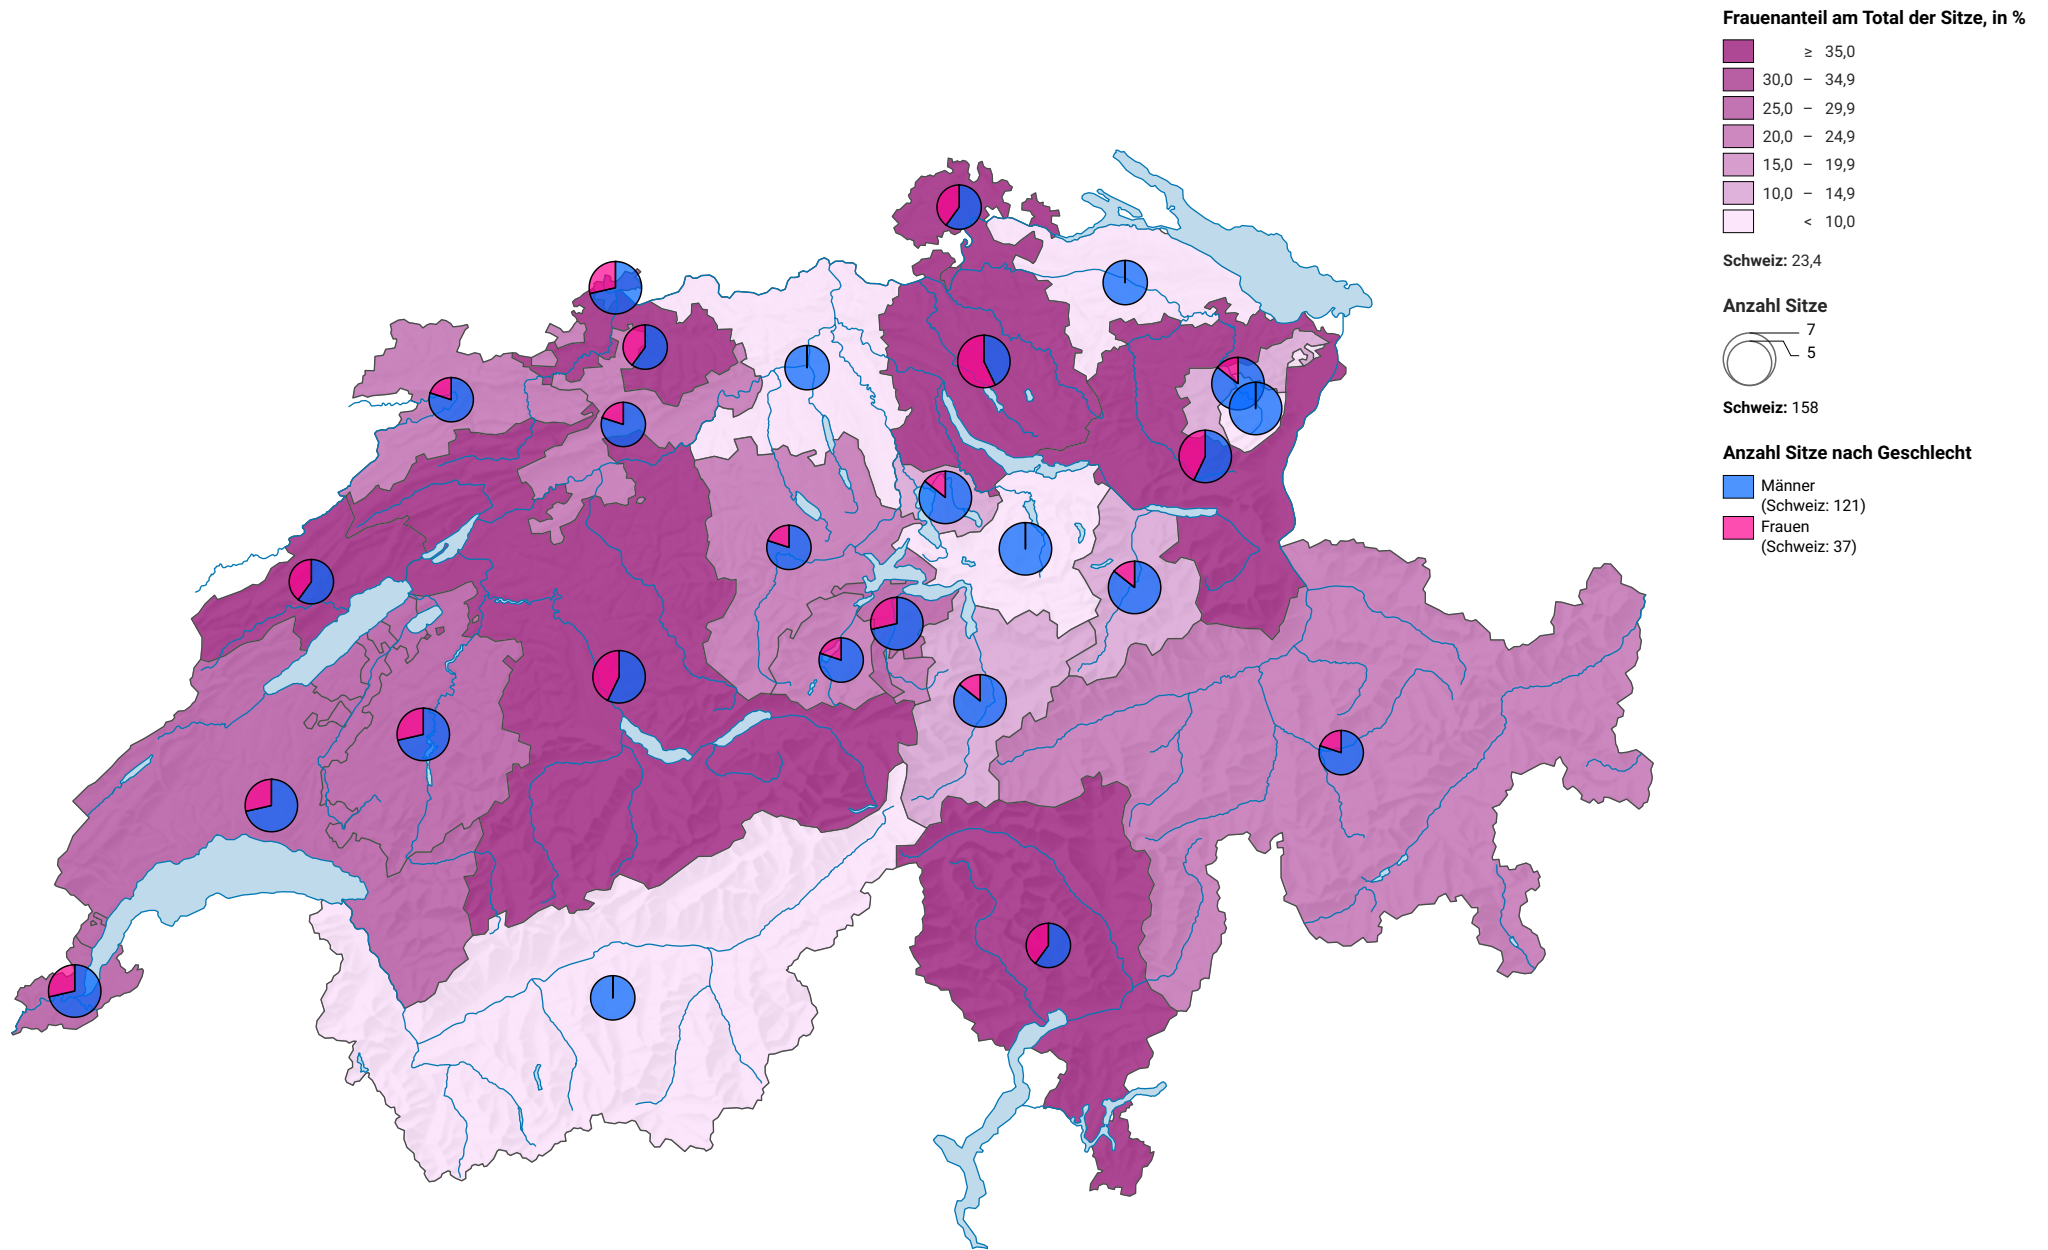 Frauenanteil am Total der Sitze, in %
≥ 35,0
30,0 – 34,9
25,0 – 29,9
20,0 – 24,9
15,0 – 19,9
10,0 – 14,9
< 10,0
Schweiz: 23,4
Anzahl Sitze
7
5
Schweiz: 158
Anzahl Sitze nach Geschlecht
Männer
(Schweiz: 121)
Frauen
(Schweiz: 37)